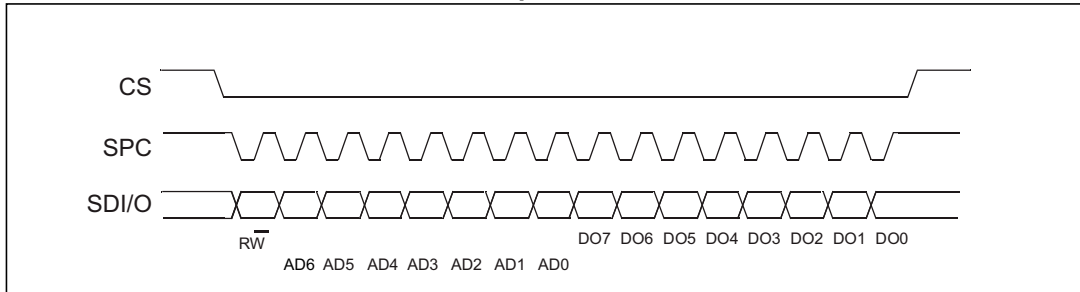 CS
SPC
SDI/O
RW
DO7 DO6 DO5 DO4 DO3 DO2 DO1 DO0
AD6 AD5 AD4 AD3 AD2 AD1 AD0